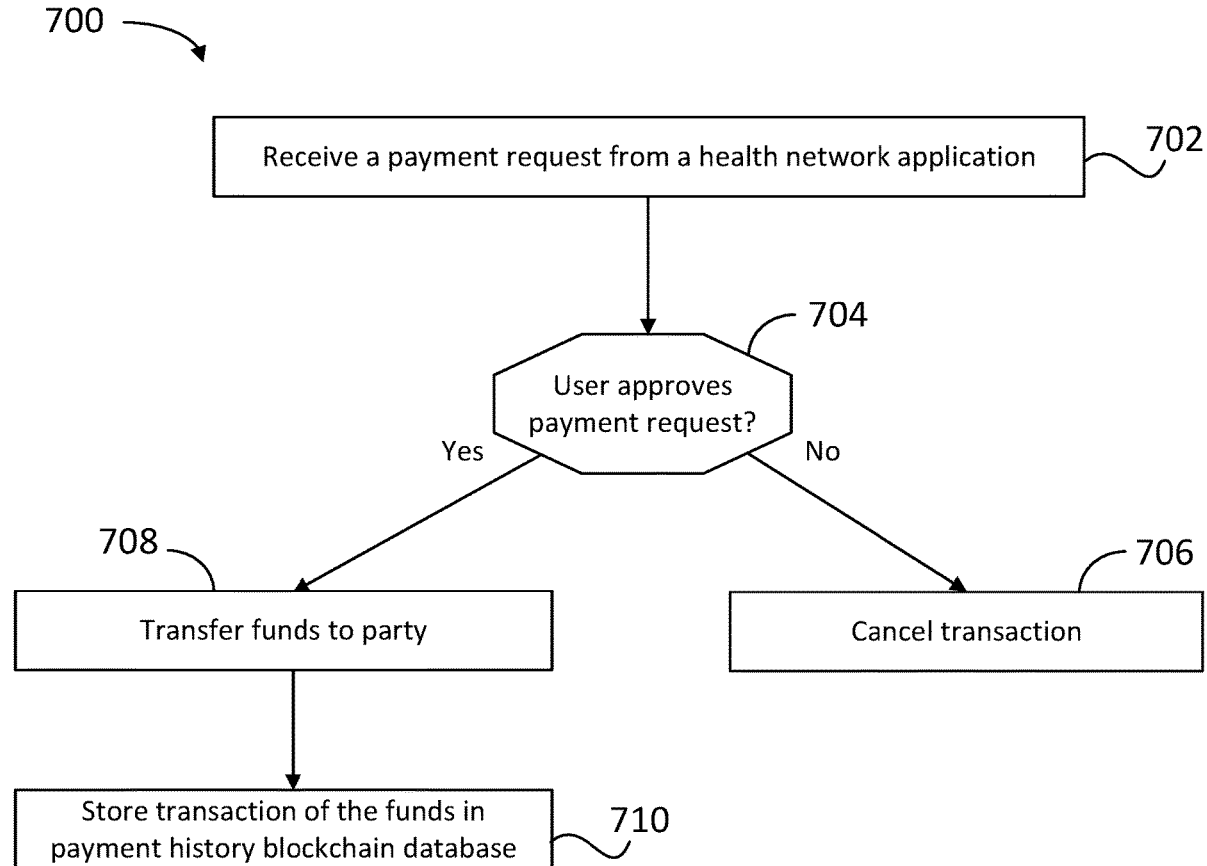 700
Receive a payment request from a health network application
702
704
User approves
payment request?
Yes
No
708
706
Transfer funds to party
Cancel transaction
Store transaction of the funds in
payment history blockchain database
710